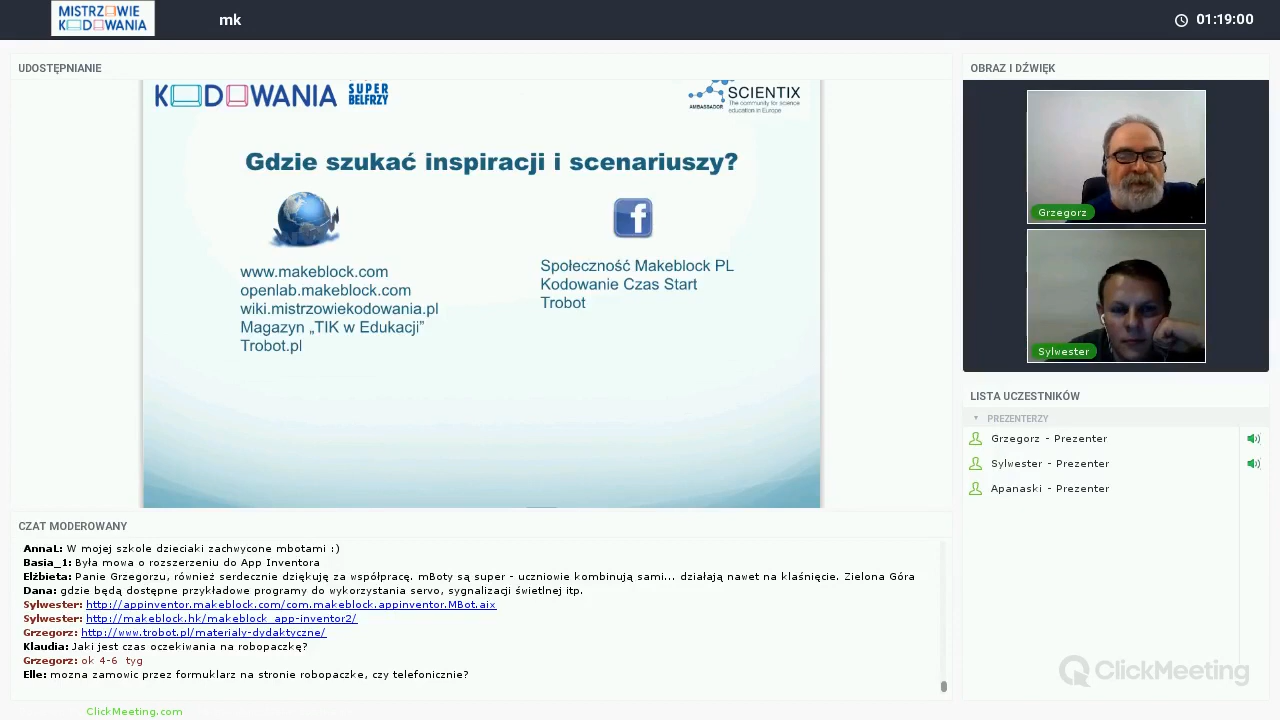 MISTRZOWIE
KODOWANIA
mk
01:19:00
UDOSTĘPNIANIE
KODOWANIA
SUPER
BELFRZY
SCIENTIX
AMBASSADOR
The community for science
education in Europe
Gdzie szukać inspiracji i scenariuszy?
www.makeblock.com
openlab.makeblock.com
wiki.mistrzowiekodowania.pl
Magazyn „TIK w Edukacji”
Trobot.pl
f
Społeczność Makeblock PL
Kodowanie Czas Start
Trobot
OBRAZ I DŹWIĘK
Grzegorz
Sylwester
LISTA UCZESTNIKÓW
PREZENTERZY
Grzegorz - Prezenter
Sylwester - Prezenter
Apanaski - Prezenter
CZAT MODEROWANY
AnnaL: W mojej szkole dzieciaki zachwycone mbotami :)
Basia_1: Była mowa o rozszerzeniu do App Inventora
Elżbieta: Panie Grzegorzu, również serdecznie dziękuję za współpracę. mBoty są super - uczniowie kombinują sami... działają nawet na klaśnięcie. Zielona Góra
Dana: gdzie będą dostępne przykładowe programy do wykorzystania servo, sygnalizacji świetlnej itp.
Sylwester: http://appinventor.makeblock.com/com.makeblock.appinventor.MBot.aix
Sylwester: http://makeblock.hk/makeblock_app-inventor2/
Grzegorz: http://www.trobot.pl/materialy-dydaktyczne/
Klaudia: Jaki jest czas oczekiwania na robopaczkę?
Grzegorz: ok 4-6 tyg
Elle: mozna zamowic przez formuklarz na stronie robopaczke, czy telefonicznie?
ClickMeeting
ClickMeeting.com